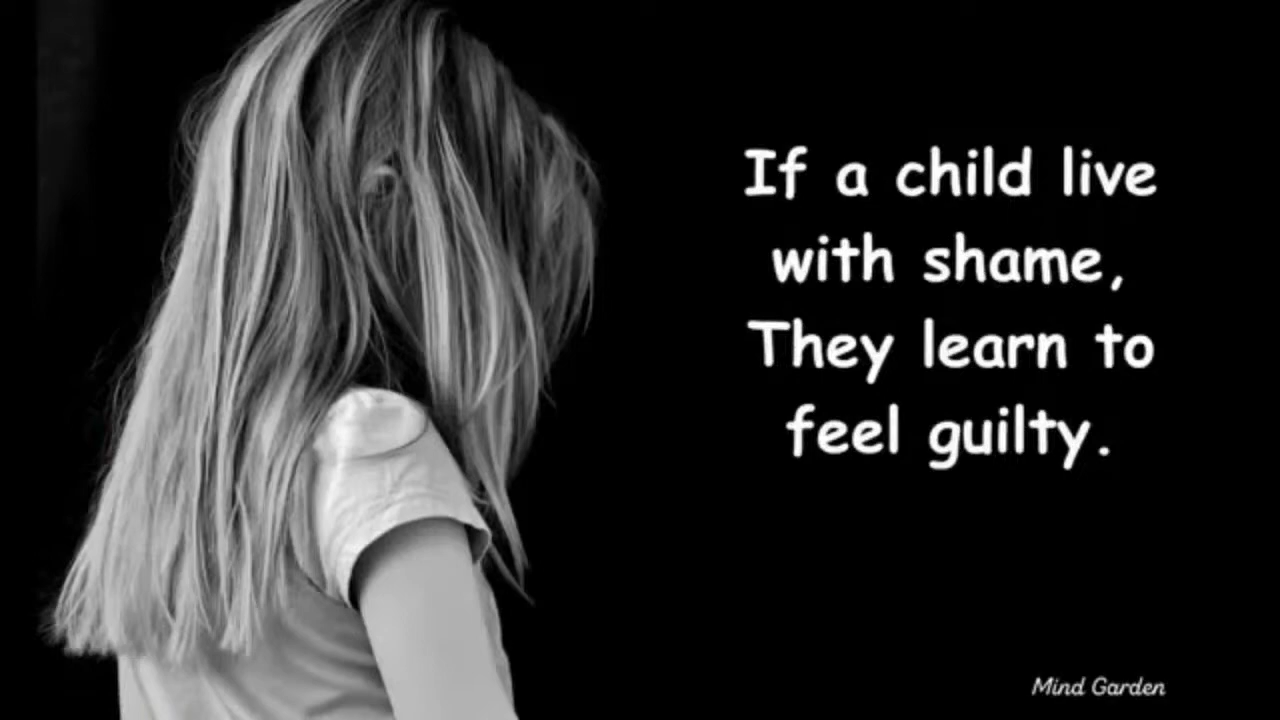 If a child live
with shame,
They learn to
feel guilty.
Mind Garden